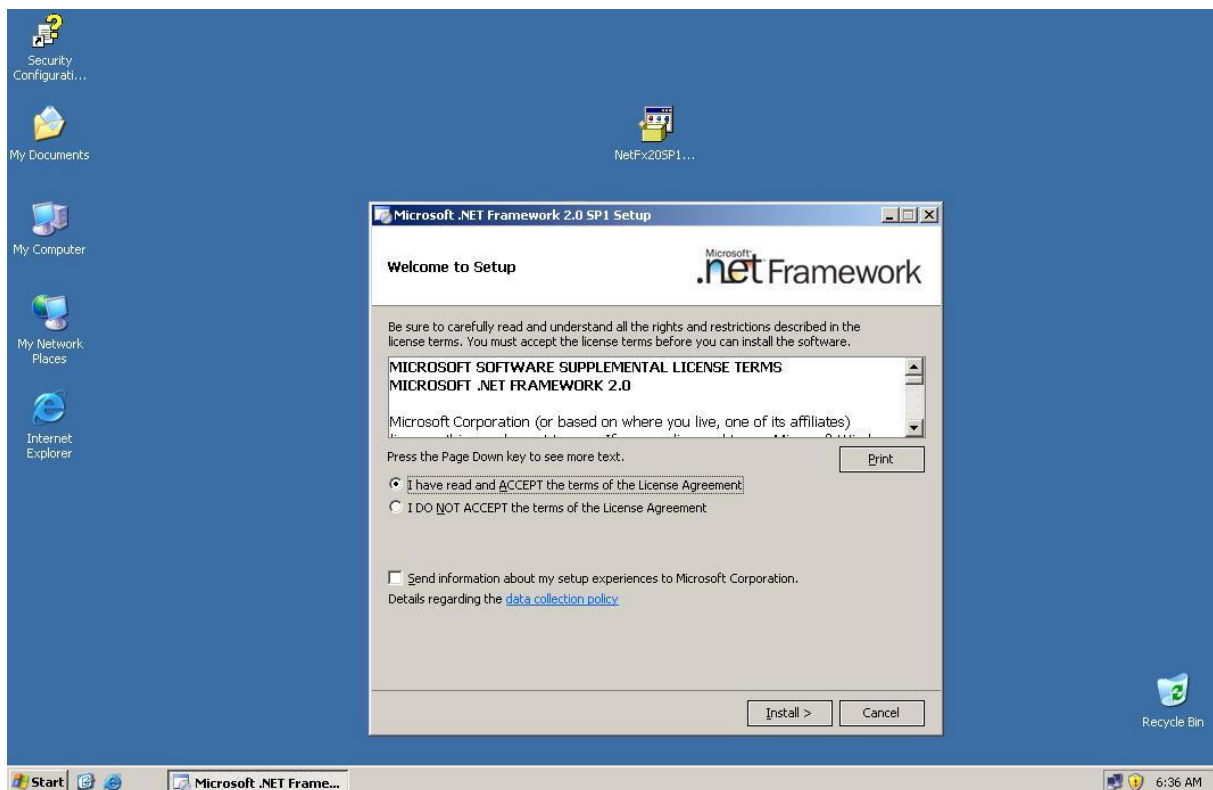 Security
Configurati...
My Documents
My Computer
My Network
Places
Internet
Explorer
NetFx20SP1...
Microsoft .NET Framework 2.0 SP1 Setup
Welcome to Setup
Microsoft
.net Framework
Be sure to carefully read and understand all the rights and restrictions described in the
license terms. You must accept the license terms before you can install the software.
MICROSOFT SOFTWARE SUPPLEMENTAL LICENSE TERMS
MICROSOFT .NET FRAMEWORK 2.0
Microsoft Corporation (or based on where you live, one of its affiliates)
Press the Page Down key to see more text.
Print
I have read and ACCEPT the terms of the License Agreement
I DO NOT ACCEPT the terms of the License Agreement
Send information about my setup experiences to Microsoft Corporation.
Details regarding the data collection policy
Install >
Cancel
Recycle Bin
Start
Microsoft .NET Frame...
6:36 AM